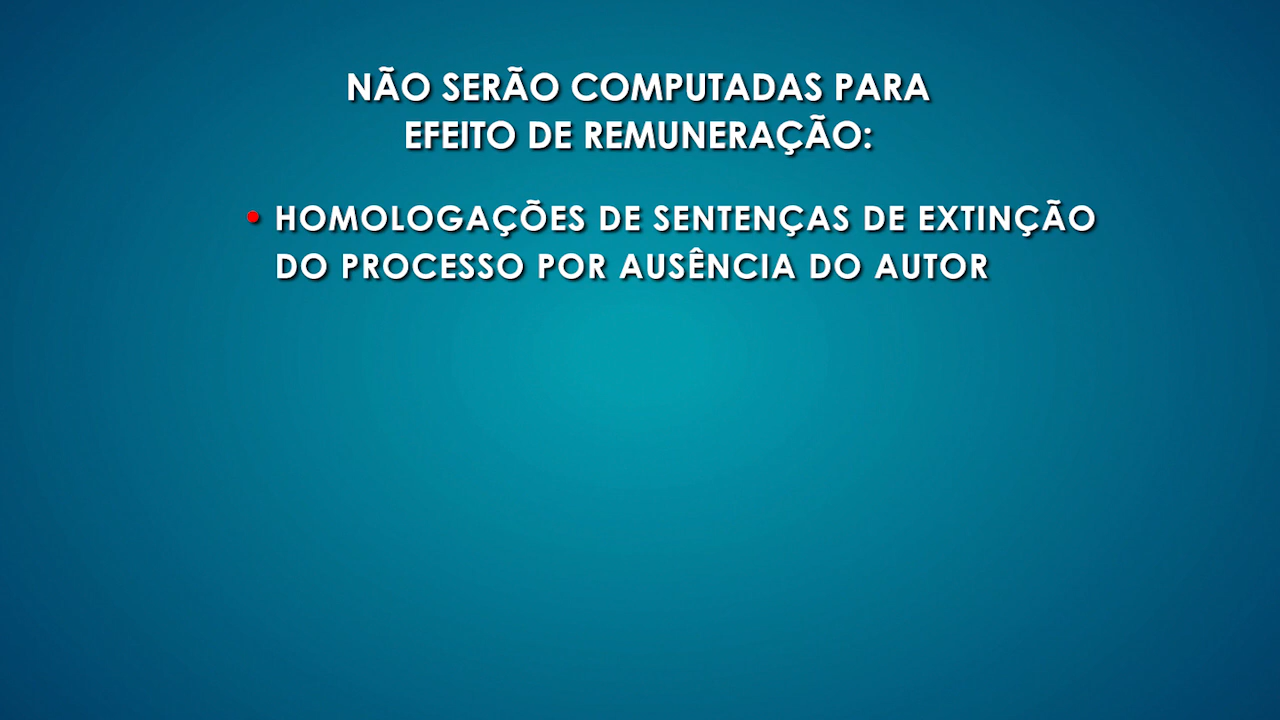 NÃO SERÃO COMPUTADAS PARA
EFEITO DE REMUNERAÇÃO:
• HOMOLOGAÇÕES DE SENTENÇAS DE EXTINÇÃO
DO PROCESSO POR AUSÊNCIA DO AUTOR